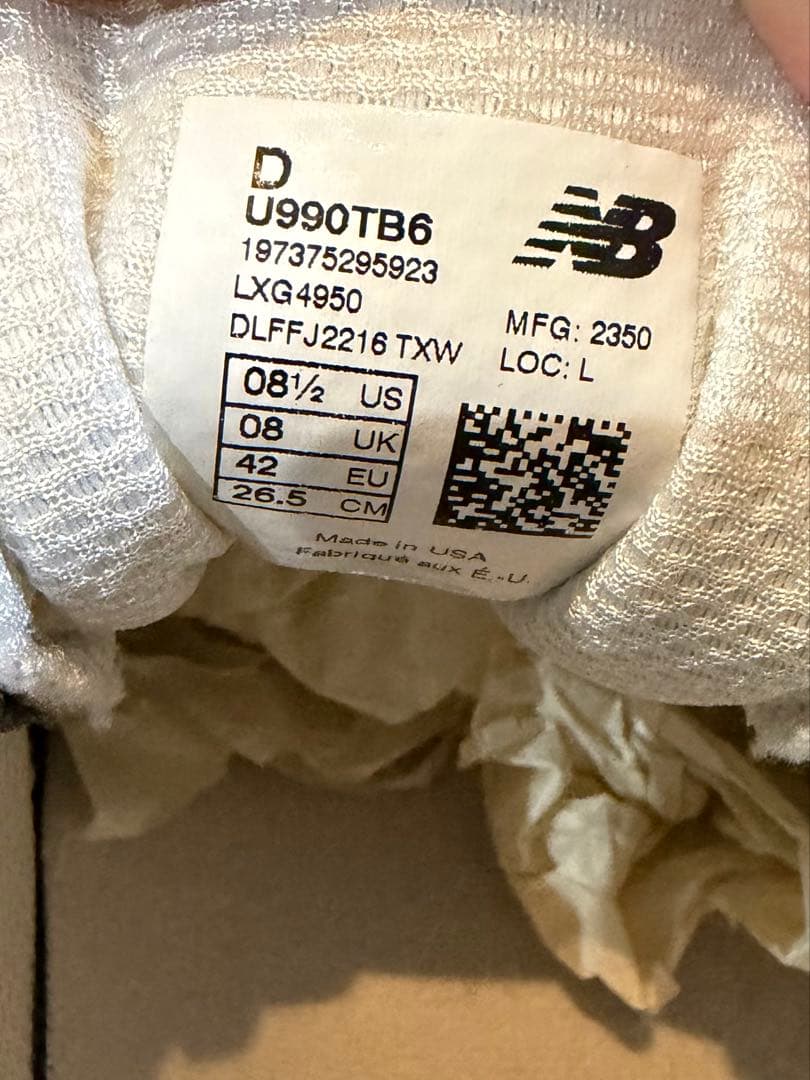 D
U990TB6
NB
197375295923
LXG4950
DLFFJ2216 TXW
MFG: 2350
LOC: L
08½ US
08 UK
42 EU
26.5 CM
Made in USA
Fabriqué aux É.-U.